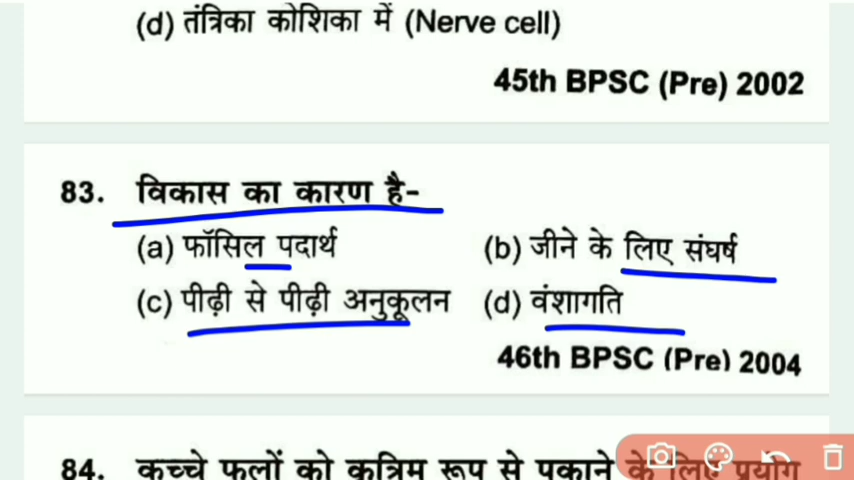 (d) तंत्रिका कोशिका में (Nerve cell)
45th BPSC (Pre) 2002
83. विकास का कारण है-
(a) फॉसिल पदार्थ (b) जीने के लिए संघर्ष
(c) पीढ़ी से पीढ़ी अनुकूलन (d) वंशागति
46th BPSC (Pre) 2004
84. कच्चे फलों को कृत्रिम रूप से पकाने के लिए प्रयोग